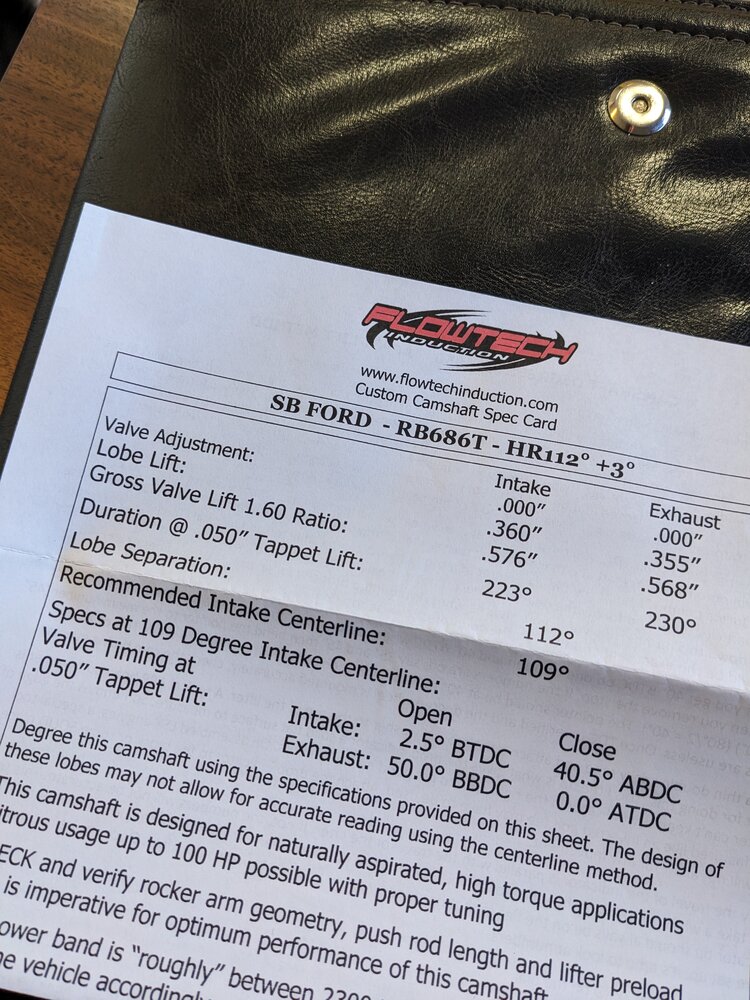 FLOWTECH
INDUCTION
www.flowtechinduction.com
Custom Camshaft Spec Card
SB FORD - RB686T - HR112° +3°
Intake Exhaust
Valve Adjustment: .000" .000"
Lobe Lift: .360" .355"
Gross Valve Lift 1.60 Ratio: .576" .568"
Duration @ .050" Tappet Lift: 223° 230°
Lobe Separation: 112°
Recommended Intake Centerline: 109°
Specs at 109 Degree Intake Centerline:
Valve Timing at Open Close
.050" Tappet Lift: Intake: 2.5° BTDC 40.5° ABDC
Exhaust: 50.0° BBDC 0.0° ATDC
Degree this camshaft using the specifications provided on this sheet. The design of
these lobes may not allow for accurate reading using the centerline method.
This camshaft is designed for naturally aspirated, high torque applications
itrous usage up to 100 HP possible with proper tuning
ECK and verify rocker arm geometry, push rod length and lifter preload
is imperative for optimum performance of this camshaft
ower band is "roughly" between
he vehicle accordingly